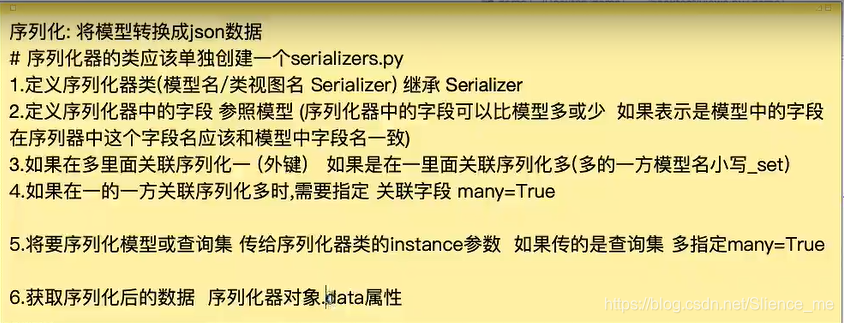 序列化: 将模型转换成json数据
# 序列化器的类应该单独创建一个serializers.py
1.定义序列化器类(模型名/类视图名 Serializer) 继承 Serializer
2.定义序列化器中的字段 参照模型 (序列化器中的字段可以比模型多或少  如果表示是模型中的字段
在序列器中这个字段名应该和模型中字段名一致)
3.如果在多里面关联序列化一 (外键)   如果是在一里面关联序列化多(多的一方模型名小写_set)
4.如果在一的一方关联序列化多时,需要指定 关联字段 many=True
5.将要序列化模型或查询集 传给序列化器类的instance参数  如果传的是查询集 多指定many=True
6.获取序列化后的数据  序列化器对象.data属性
https://blog.csdn.net/Silence_me